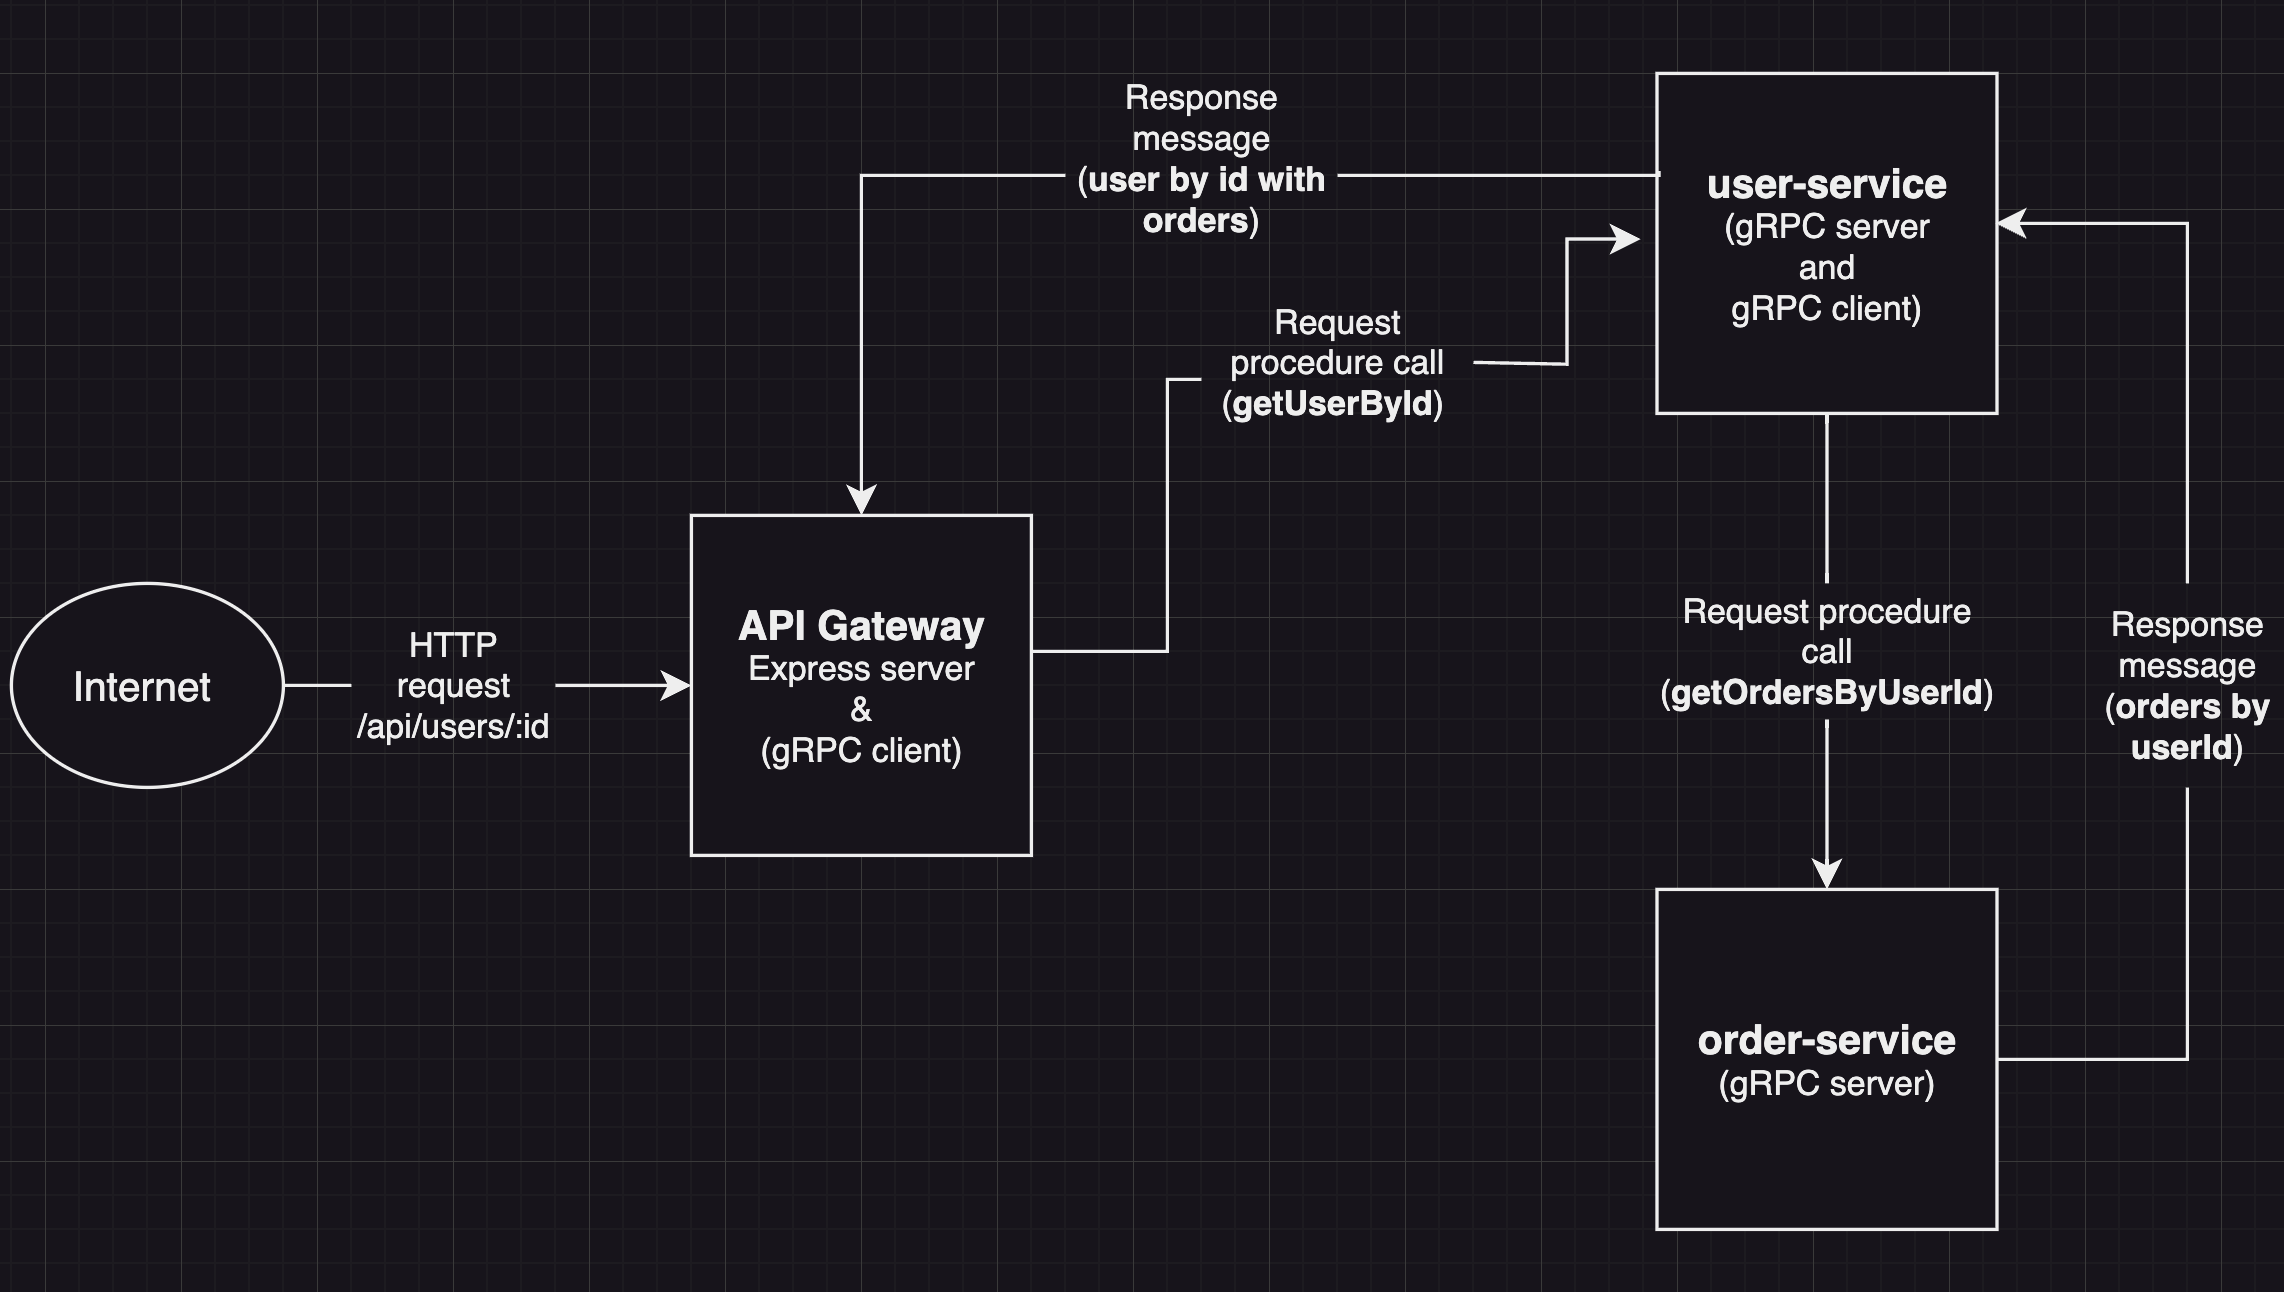 Response
message
(user by id with
orders)
user-service
(gRPC server
and
gRPC client)
Request
procedure call
(getUserById)
Internet
HTTP
request
/api/users/:id
API Gateway
Express server
&
(gRPC client)
Request procedure
call
(getOrdersByUserId)
Response
message
(orders by
userId)
order-service
(gRPC server)